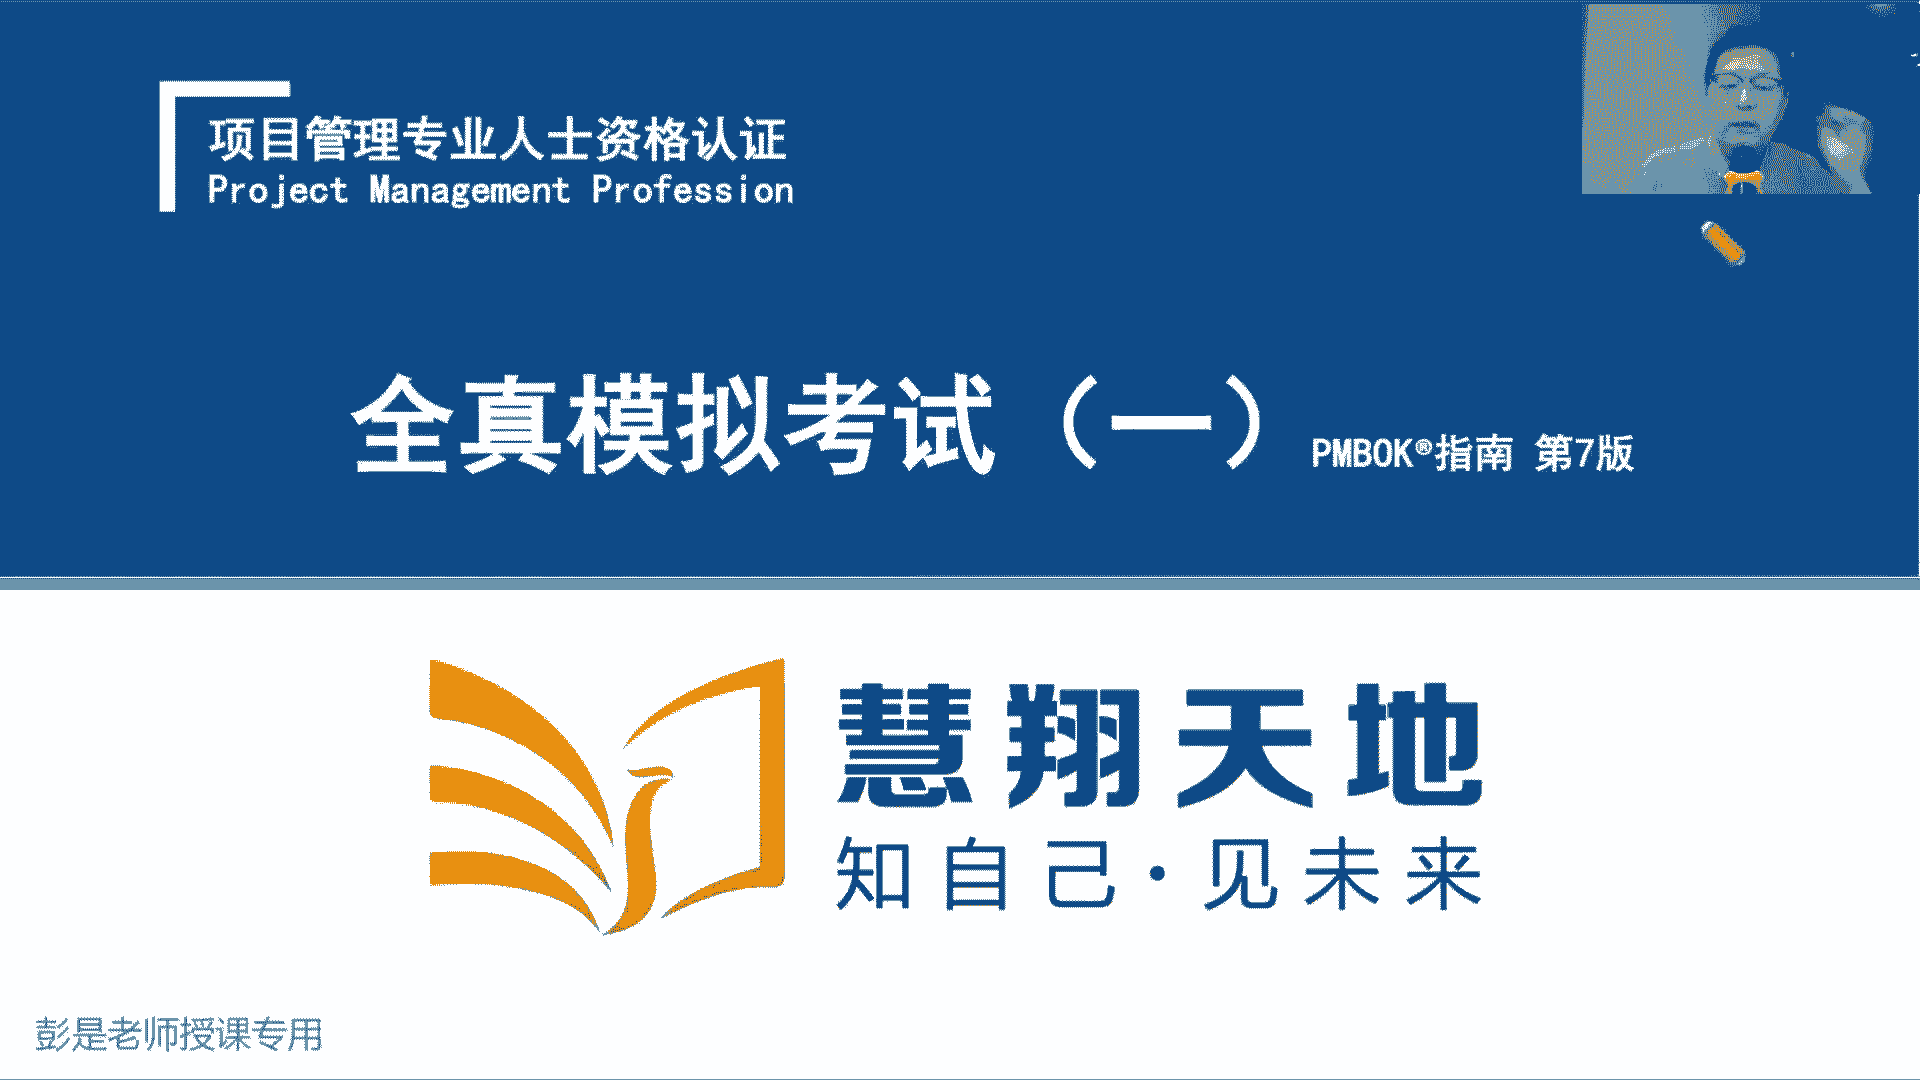 项目管理专业人士资格认证
Project Management Profession
全真模拟考试（一）
PMBOK®指南 第7版
慧翔天地
知自己·见未来
彭是老师授课专用